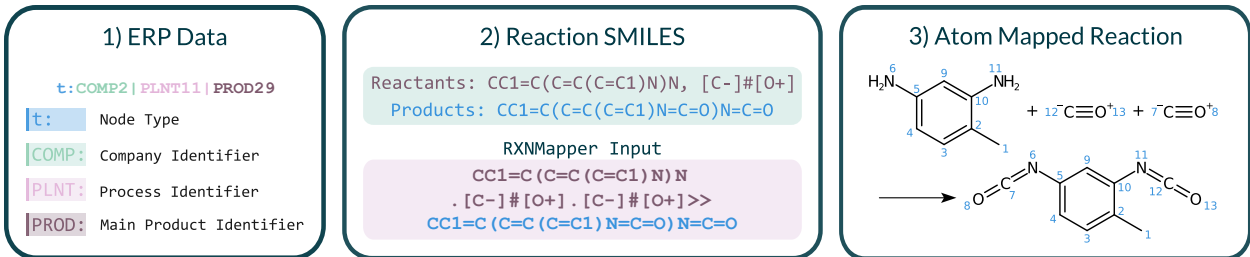 1) ERP Data
t:COMP2|PLNT11|PROD29
t: Node Type
COMP: Company Identifier
PLNT: Process Identifier
PROD: Main Product Identifier
2) Reaction SMILES
Reactants: CC1=C(C=C(C=C1)N)N, [C-]#[O+]
Products: CC1=C(C=C(C=C1)N=C=O)N=C=O
RXNMapper Input
CC1=C(C=C(C=C1)N)N
.[C-]#[O+].[C-]#[O+]>>
CC1=C(C=C(C=C1)N=C=O)N=C=O
3) Atom Mapped Reaction
6 11
H2N 9 NH2
5 10
+ 12 −C≡O+ 13 + 7 −C≡O+ 8
4 2
3 1
6 11
N 9 N
O C 5 10 C O
8 7 12 13
4 2
3 1